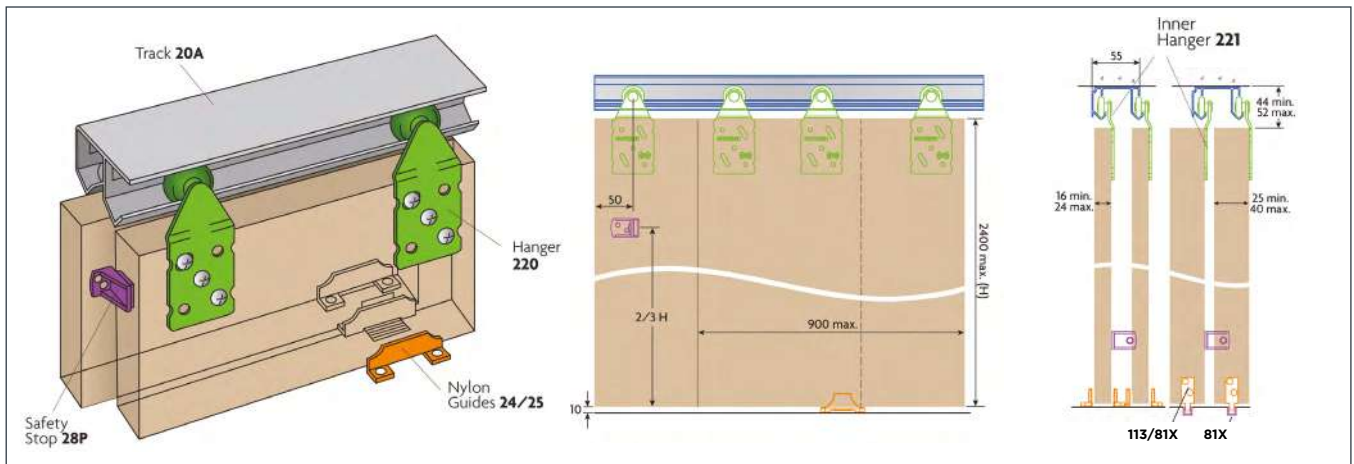 Track 20A
Hanger
220
Nylon
Guides 24/25
Safety
Stop 28P
50
2/3 H
900 max.
2400 max. (H)
10
Inner
Hanger 221
55
44 min.
52 max.
16 min.
24 max.
25 min.
40 max.
113/81X
81X